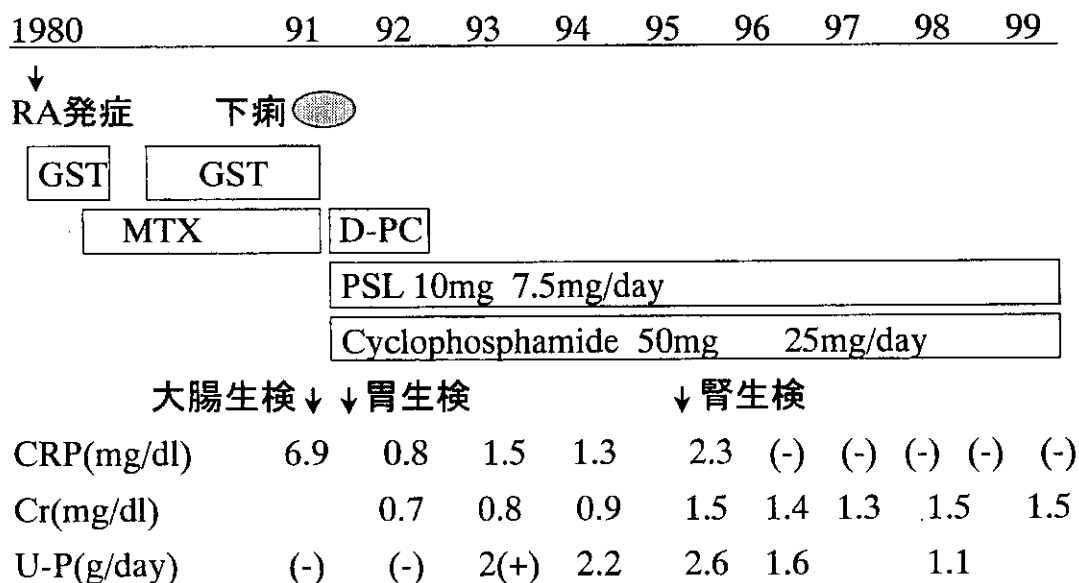 1980 91 92 93 94 95 96 97 98 99
↓
RA発症 下痢
GST GST
MTX D-PC
PSL 10mg 7.5mg/day
Cyclophosphamide 50mg 25mg/day
大腸生検 ↓ ↓ 胃生検 ↓ 腎生検
CRP(mg/dl) 6.9 0.8 1.5 1.3 2.3 (-) (-) (-) (-) (-)
Cr(mg/dl) 0.7 0.8 0.9 1.5 1.4 1.3 1.5 1.5
U-P(g/day) (-) (-) 2(+) 2.2 2.6 1.6 1.1